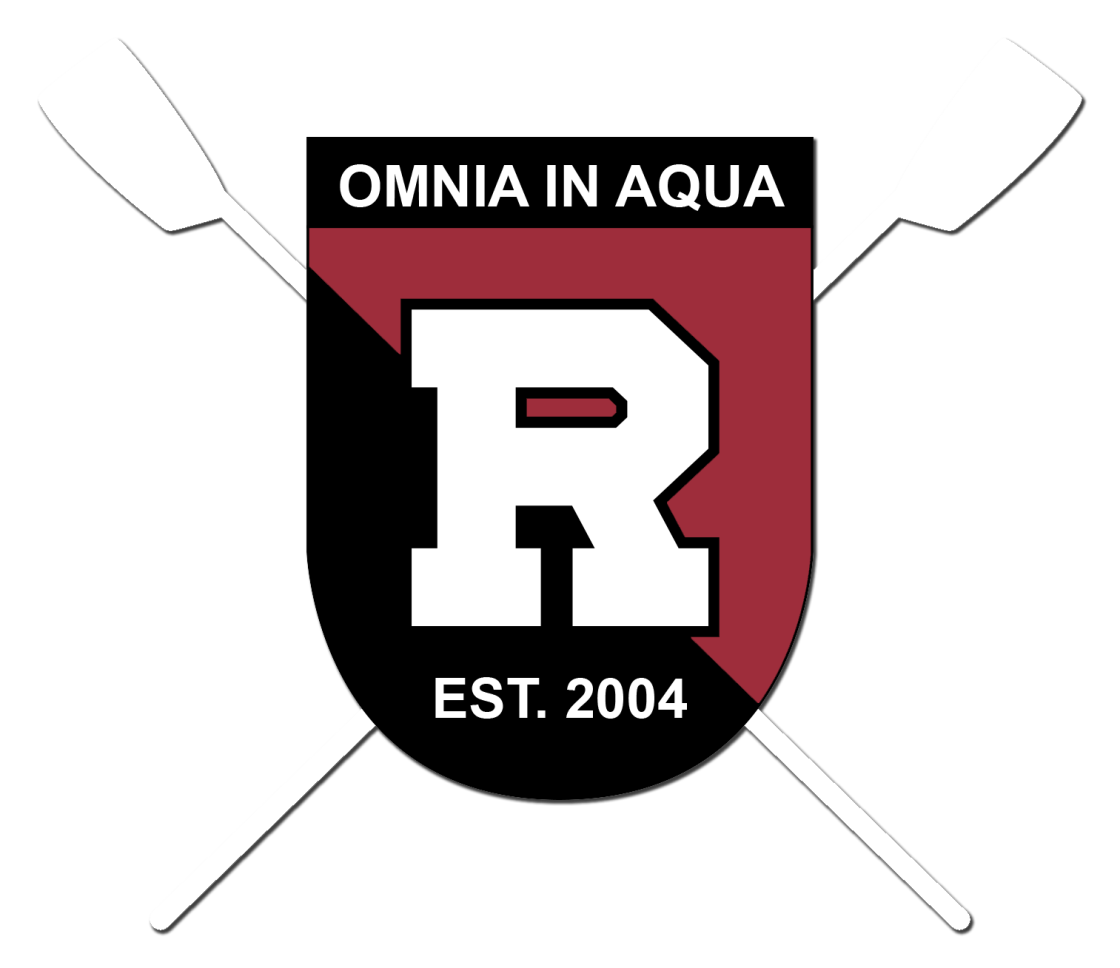 OMNIA IN AQUA
R
EST. 2004